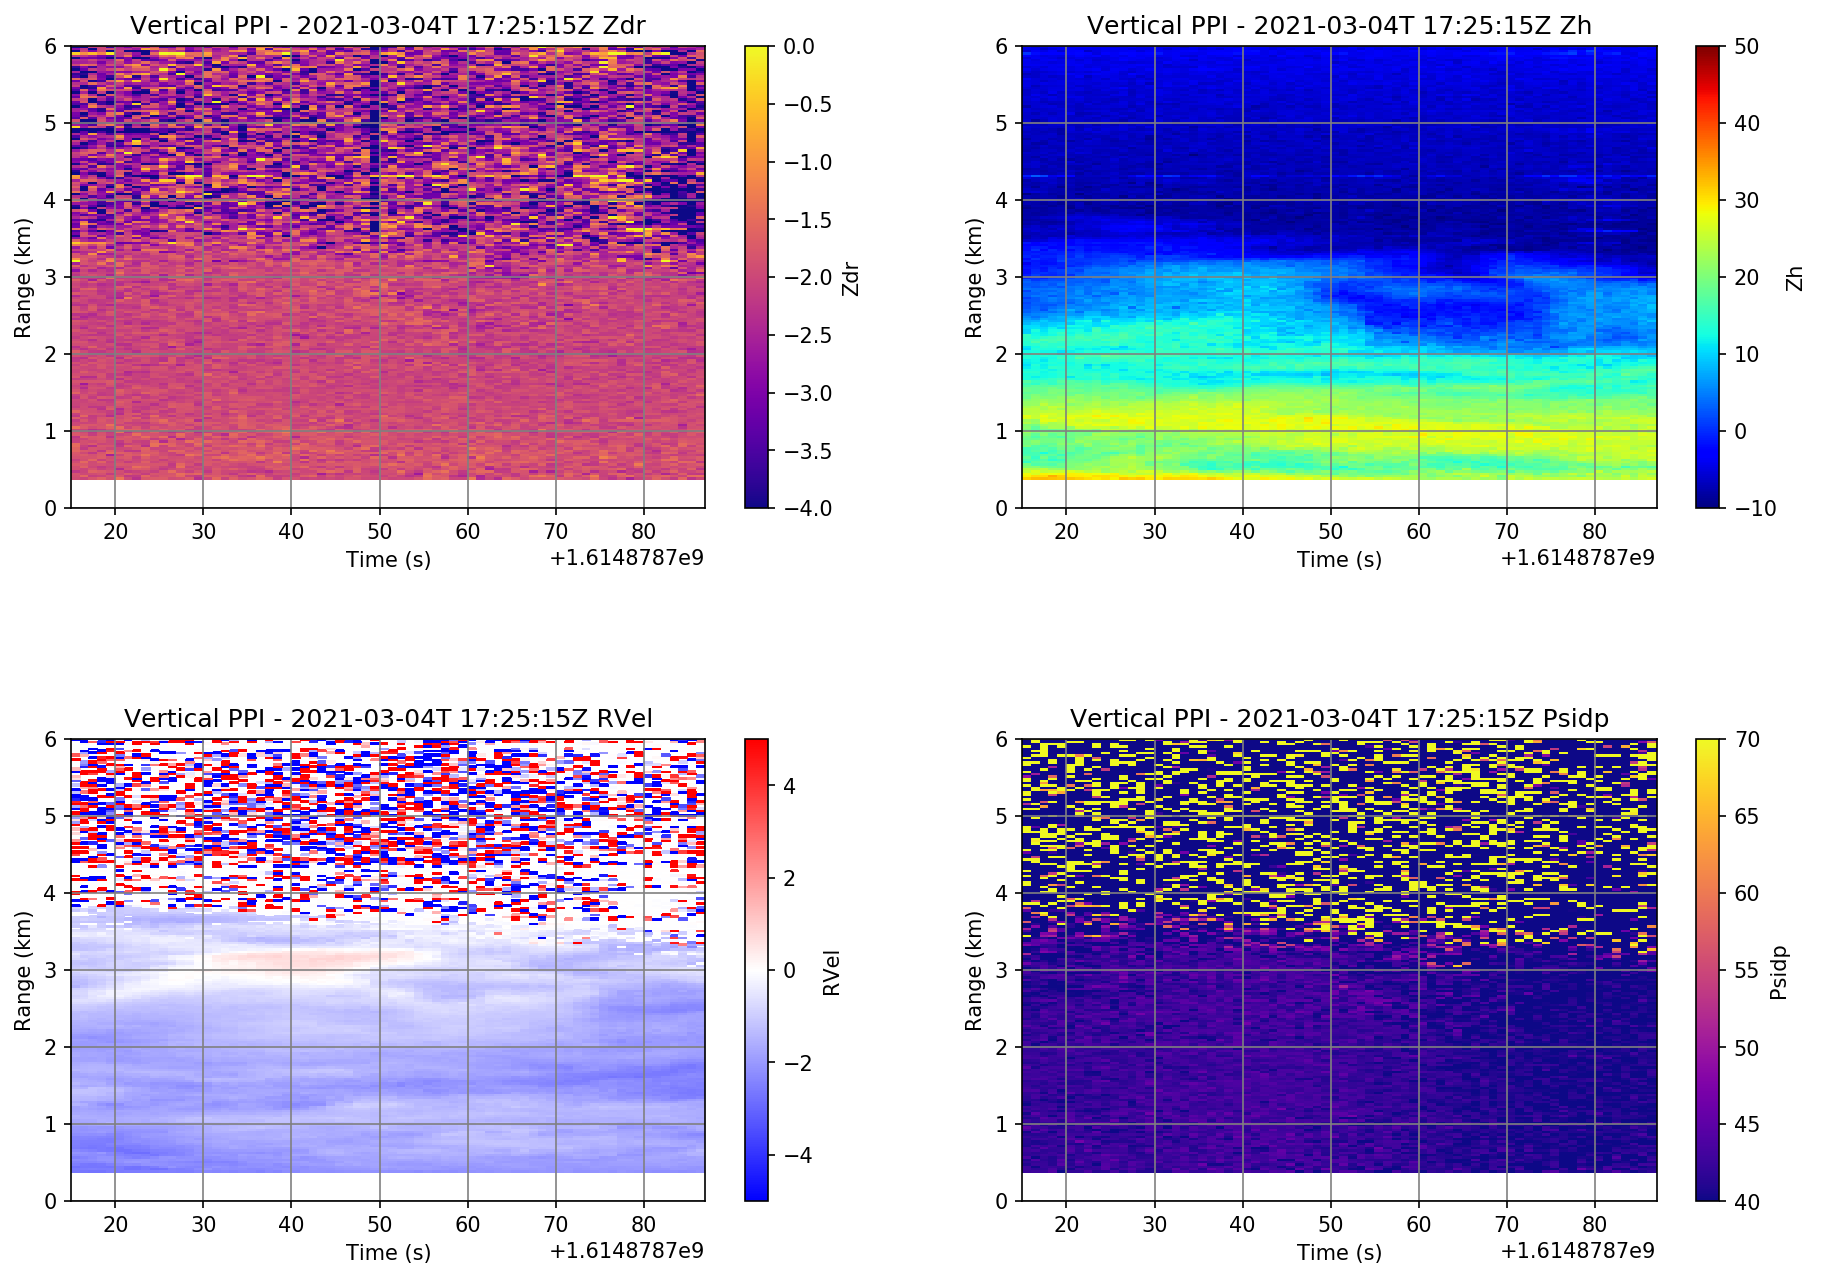 Vertical PPI - 2021-03-04T 17:25:15Z Zdr
6
5
4
3
2
1
0
Range (km)
20 30 40 50 60 70 80
Time (s)
+1.6148787e9
0.0
−0.5
−1.0
−1.5
−2.0
−2.5
−3.0
−3.5
−4.0
Zdr
Vertical PPI - 2021-03-04T 17:25:15Z Zh
6
5
4
3
2
1
0
Range (km)
20 30 40 50 60 70 80
Time (s)
+1.6148787e9
50
40
30
20
10
0
−10
Zh
Vertical PPI - 2021-03-04T 17:25:15Z RVel
6
5
4
3
2
1
0
Range (km)
20 30 40 50 60 70 80
Time (s)
+1.6148787e9
4
2
0
−2
−4
RVel
Vertical PPI - 2021-03-04T 17:25:15Z Psidp
6
5
4
3
2
1
0
Range (km)
20 30 40 50 60 70 80
Time (s)
+1.6148787e9
70
65
60
55
50
45
40
Psidp